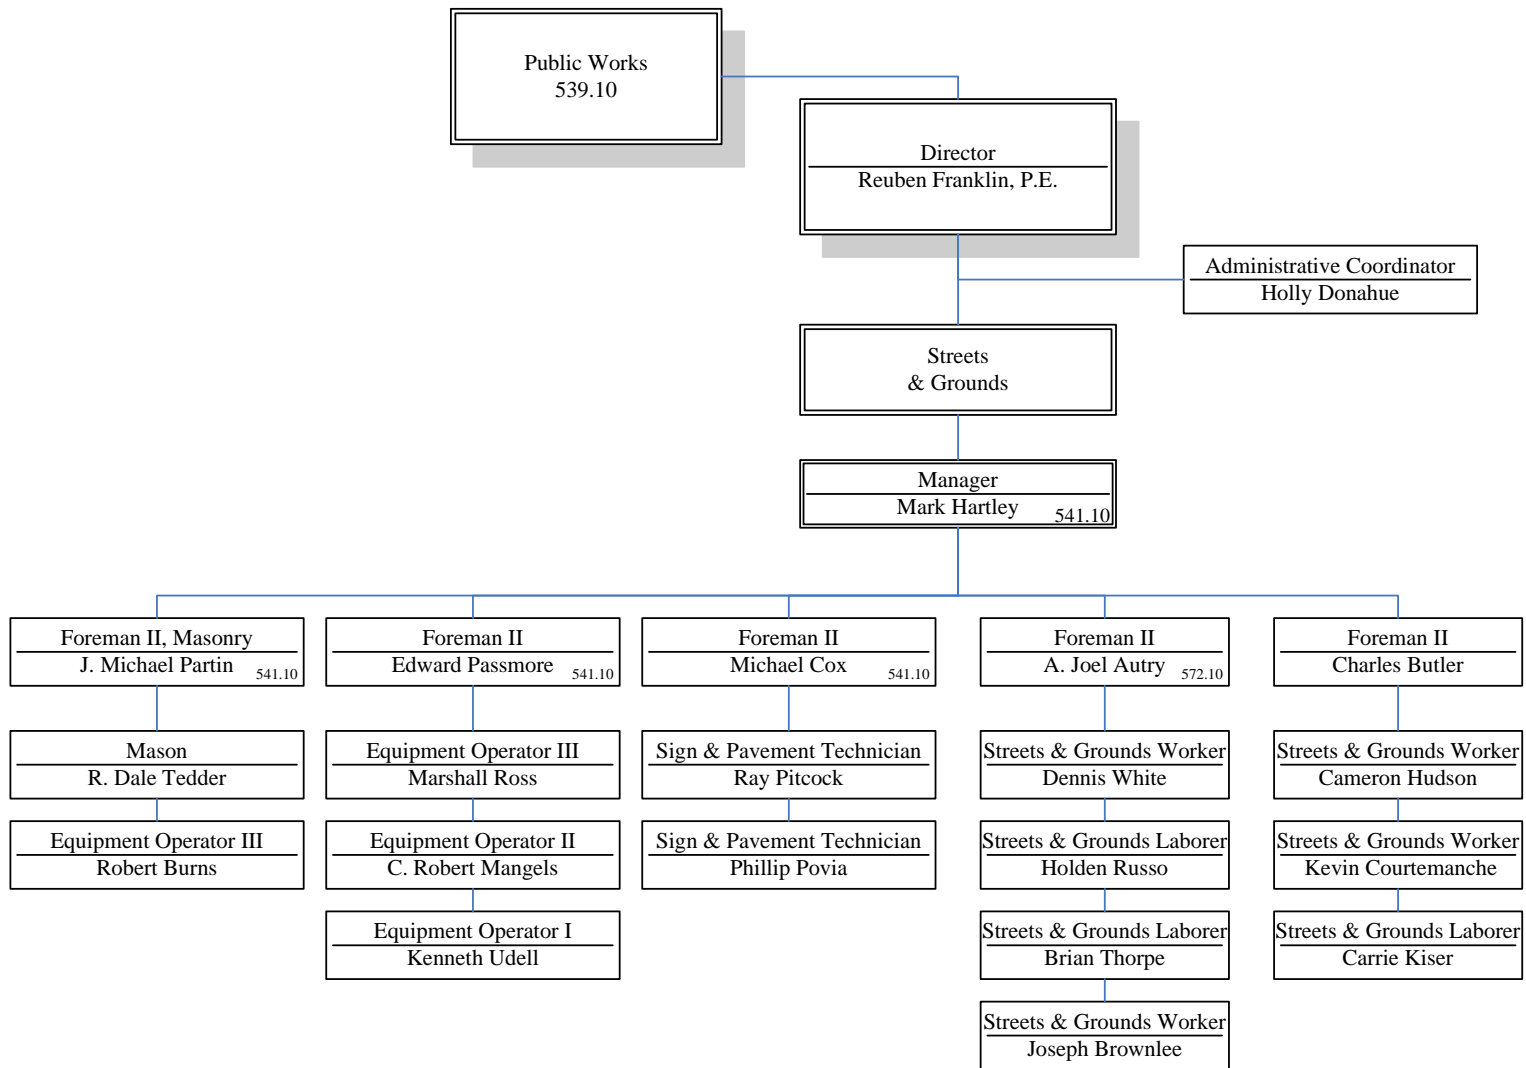 Public Works
539.10
Director
Reuben Franklin, P.E.
Administrative Coordinator
Holly Donahue
Streets
& Grounds
Manager
Mark Hartley
541.10
Foreman II, Masonry
J. Michael Partin
541.10
Mason
R. Dale Tedder
Equipment Operator III
Robert Burns
Foreman II
Edward Passmore
541.10
Equipment Operator III
Marshall Ross
Equipment Operator II
C. Robert Mangels
Equipment Operator I
Kenneth Udell
Foreman II
Michael Cox
541.10
Sign & Pavement Technician
Ray Pitcock
Sign & Pavement Technician
Phillip Povia
Foreman II
A. Joel Autry
572.10
Streets & Grounds Worker
Dennis White
Streets & Grounds Laborer
Holden Russo
Streets & Grounds Laborer
Brian Thorpe
Streets & Grounds Worker
Joseph Brownlee
Foreman II
Charles Butler
Streets & Grounds Worker
Cameron Hudson
Streets & Grounds Worker
Kevin Courtemanche
Streets & Grounds Laborer
Carrie Kiser